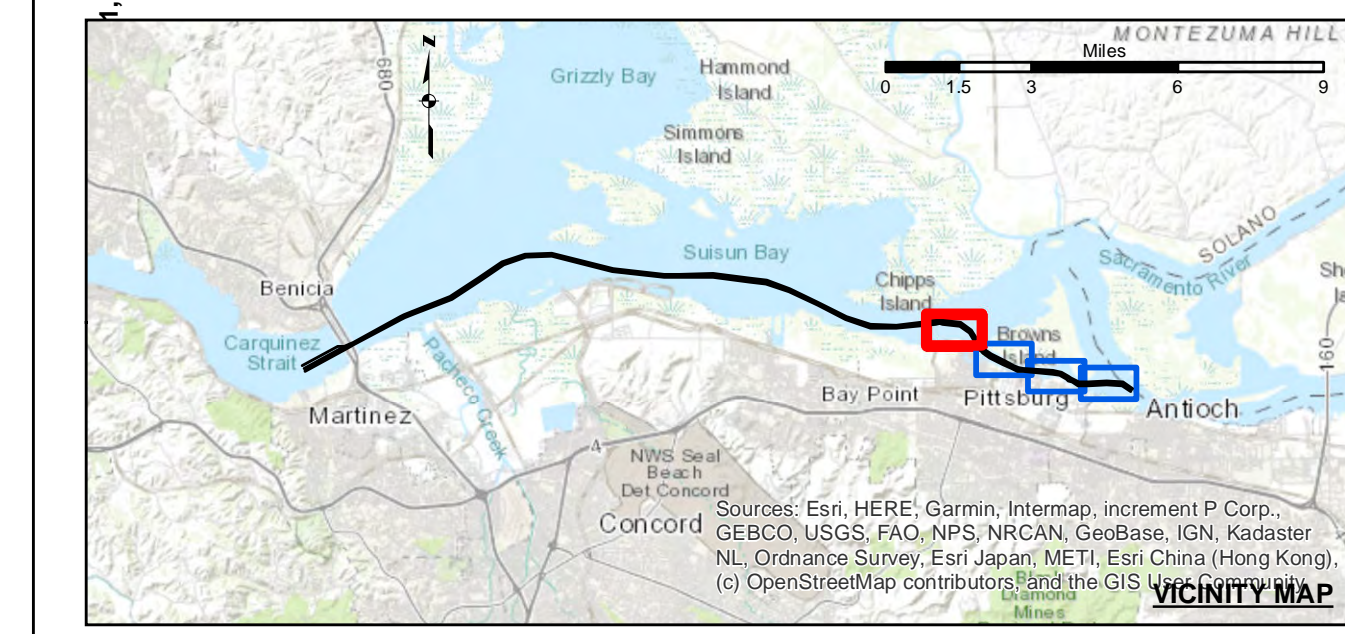 MONTEZUMA HILL
Miles
0 1.5 3 6 9
N
680
Grizzly Bay
Hammond
Island
Simmons
Island
Suisun Bay
SOLANO
Sacramento River
Chipps
Island
Benicia
Carquinez
Strait
Browns
Island
160
Pacheco Creek
Bay Point
Pittsburg
Antioch
Martinez
4
NWS Seal
Beach
Det Concord
Concord
Sources: Esri, HERE, Garmin, Intermap, increment P Corp.,
GEBCO, USGS, FAO, NPS, NRCAN, GeoBase, IGN, Kadaster
NL, Ordnance Survey, Esri Japan, METI, Esri China (Hong Kong),
(c) OpenStreetMap contributors, and the GIS User Community
Diamond
Mines
VICINITY MAP